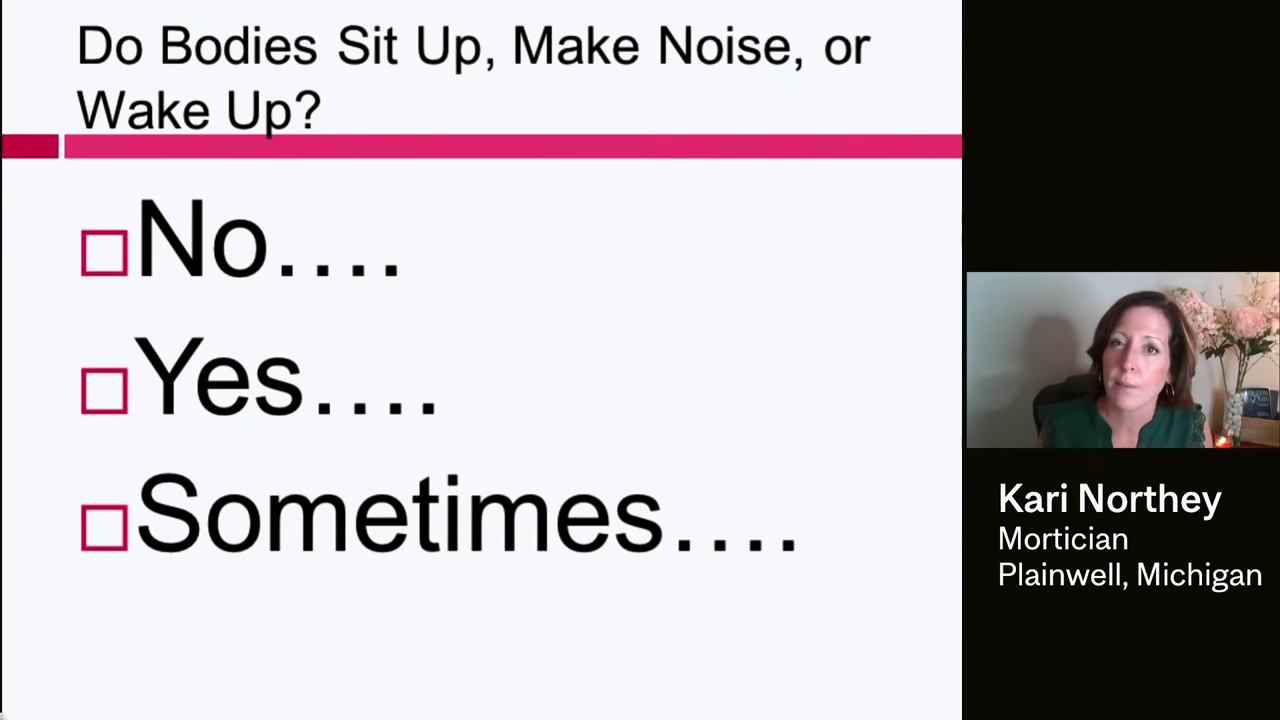 Do Bodies Sit Up, Make Noise, or
Wake Up?
No....
Yes....
Sometimes....
Kari Northey
Mortician
Plainwell, Michigan